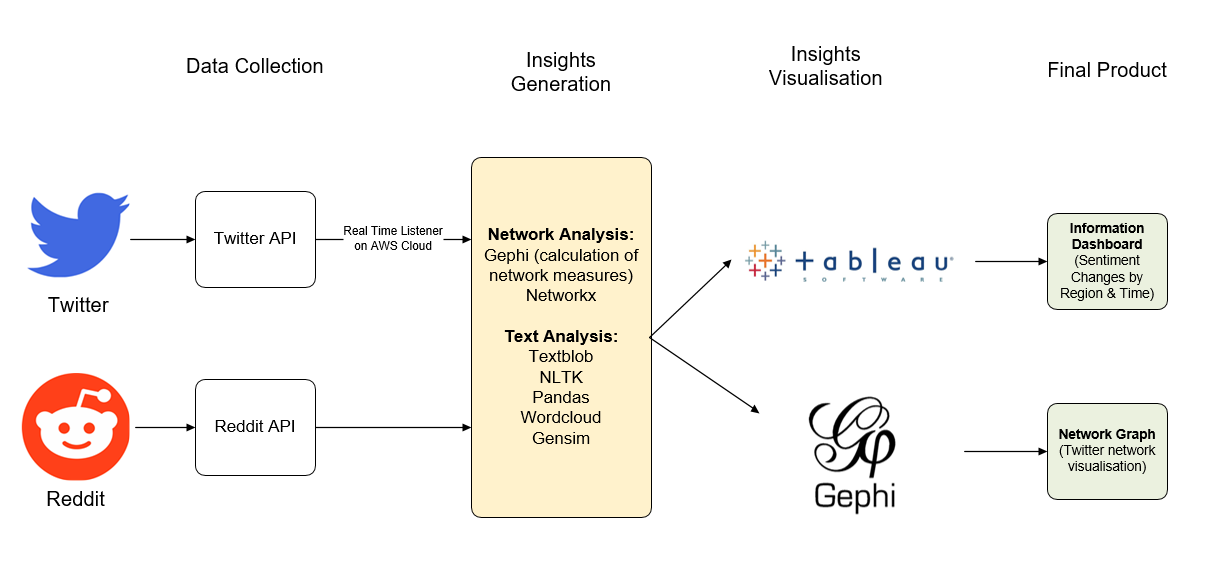 Data Collection
Insights
Generation
Insights
Visualisation
Final Product
Twitter
Twitter API
Real Time Listener
on AWS Cloud
Reddit
Reddit API
Network Analysis:
Gephi (calculation of
network measures)
Networkx
Text Analysis:
Textblob
NLTK
Pandas
Wordcloud
Gensim
+ableau®
SOFTWARE
Gephi
Information
Dashboard
(Sentiment
Changes by
Region & Time)
Network Graph
(Twitter network
visualisation)